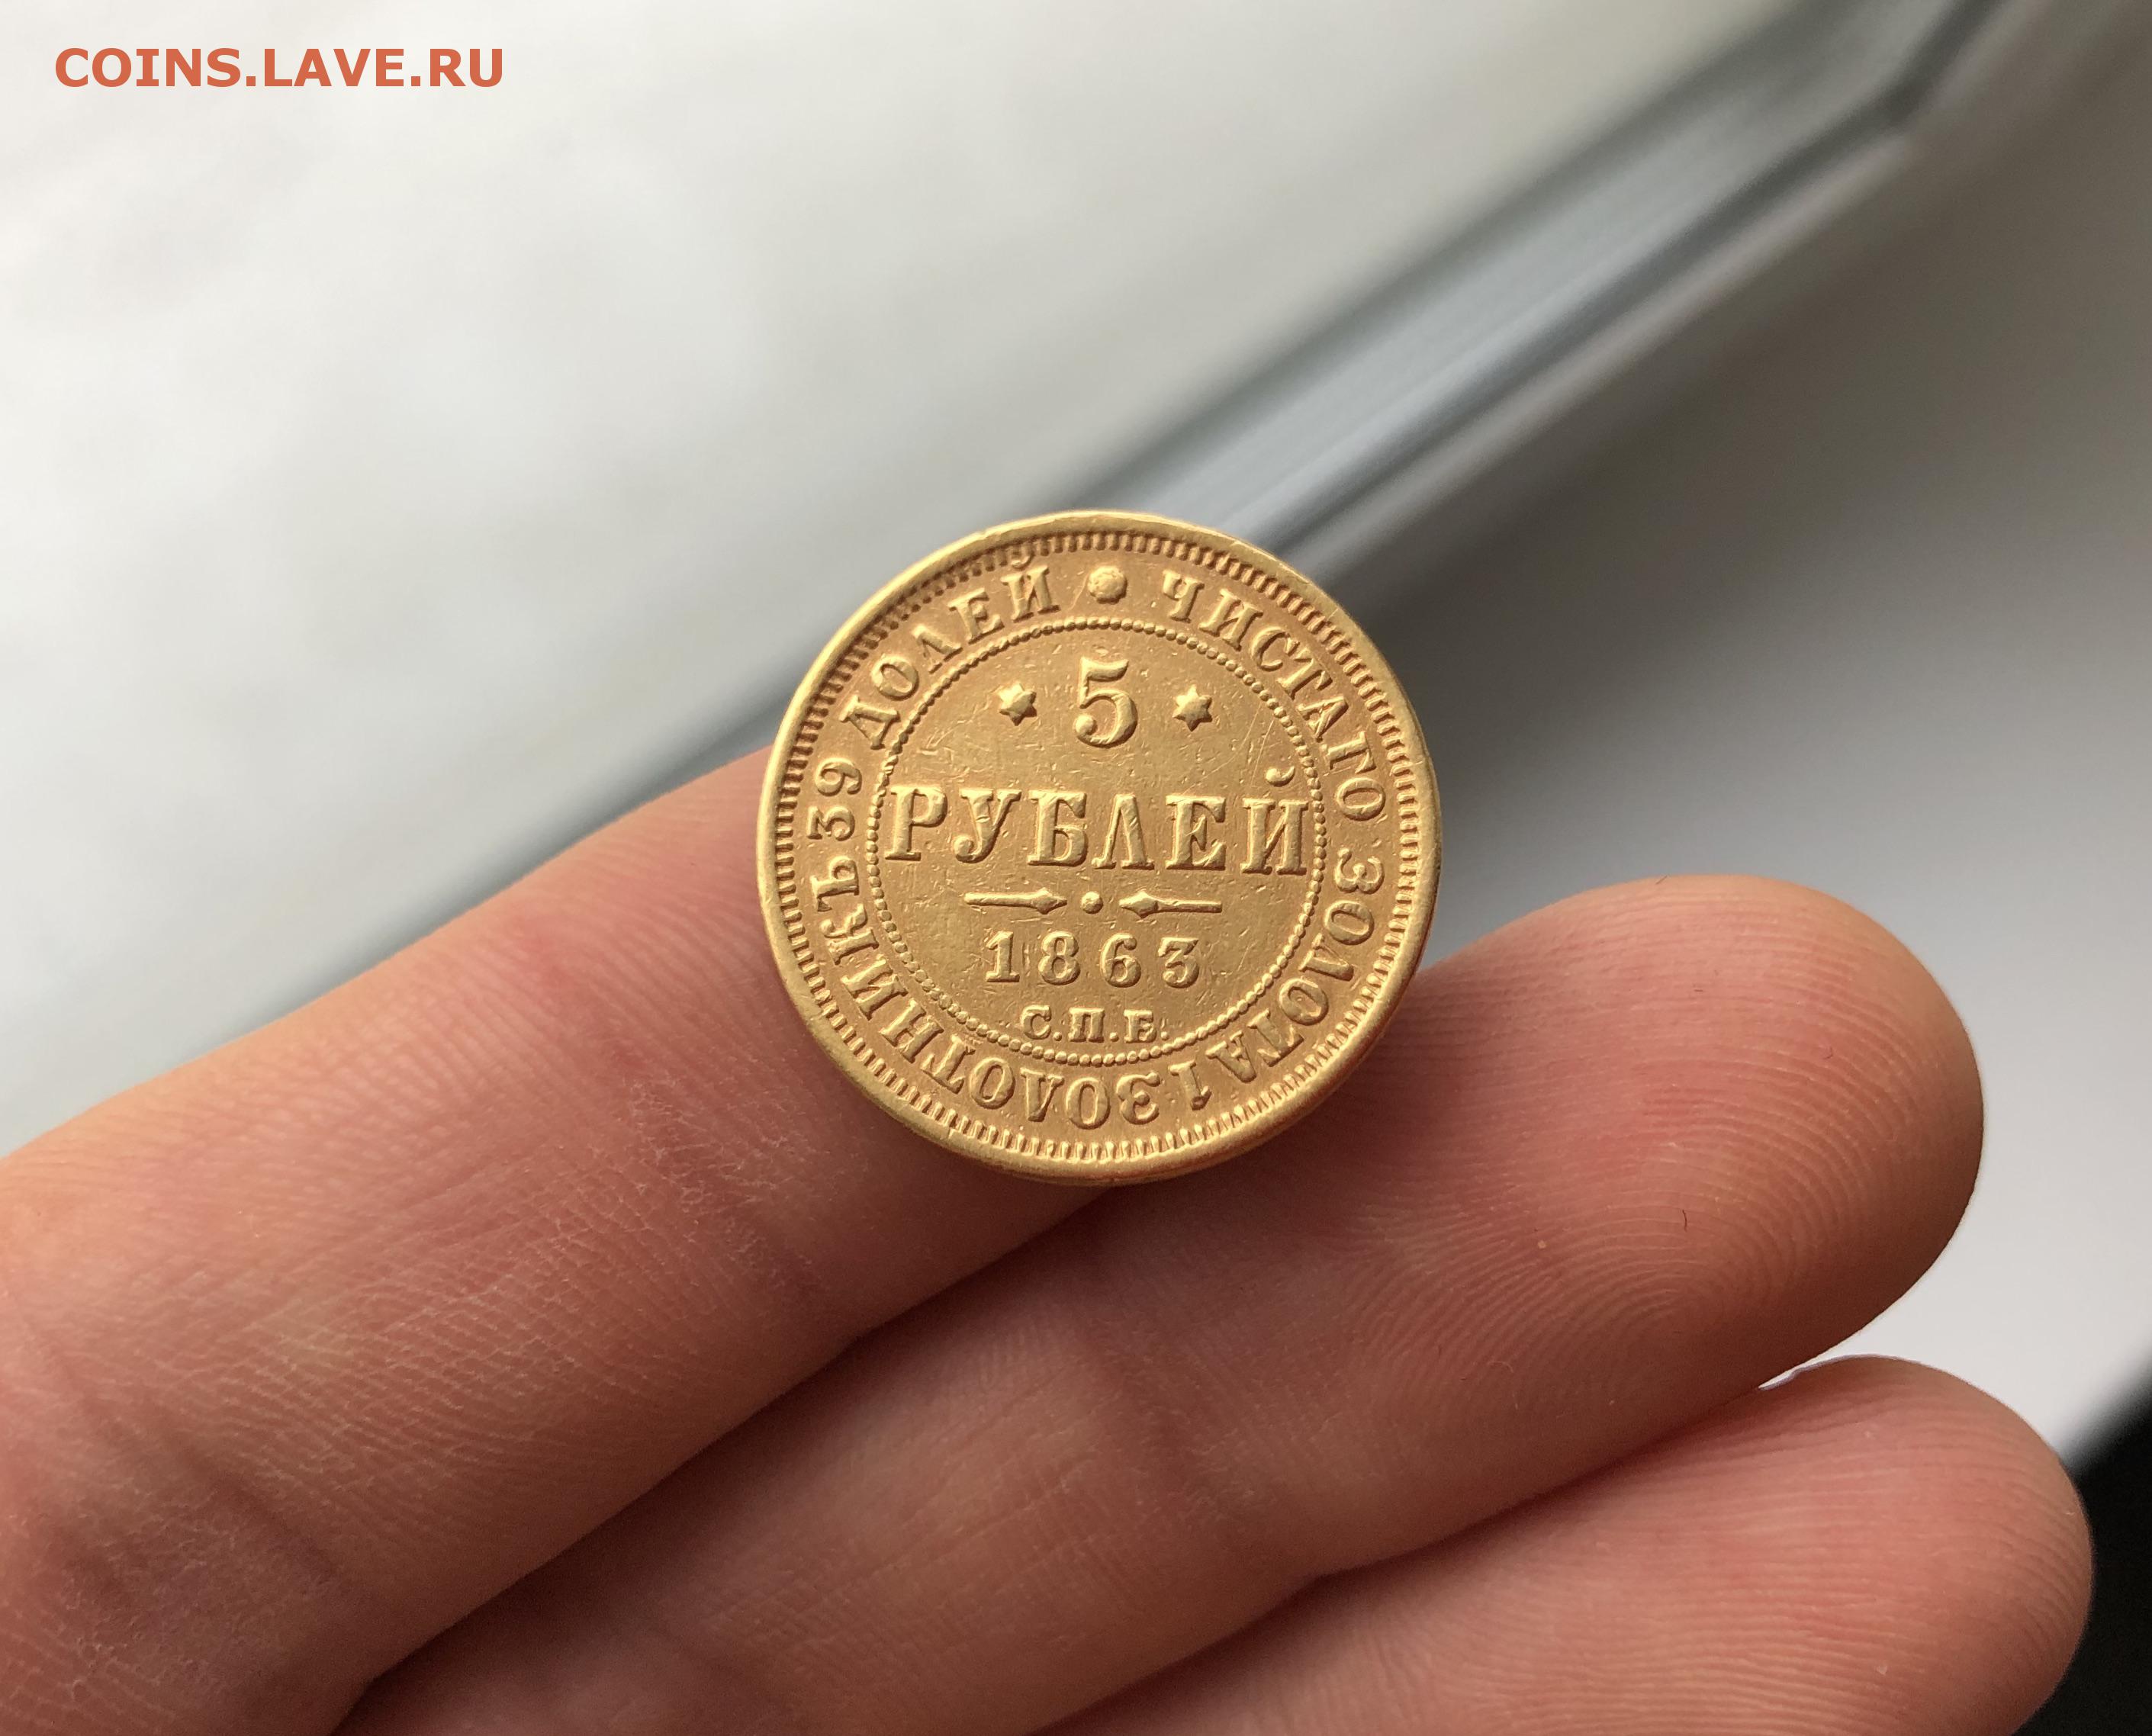 COINS.LAVE.RU
ЧИСТАГО ЗОЛОТА 1 ЗОЛОТНИКЪ 39 ДОЛЕЙ
5
РУБЛЕЙ
1863
С.П.Б.